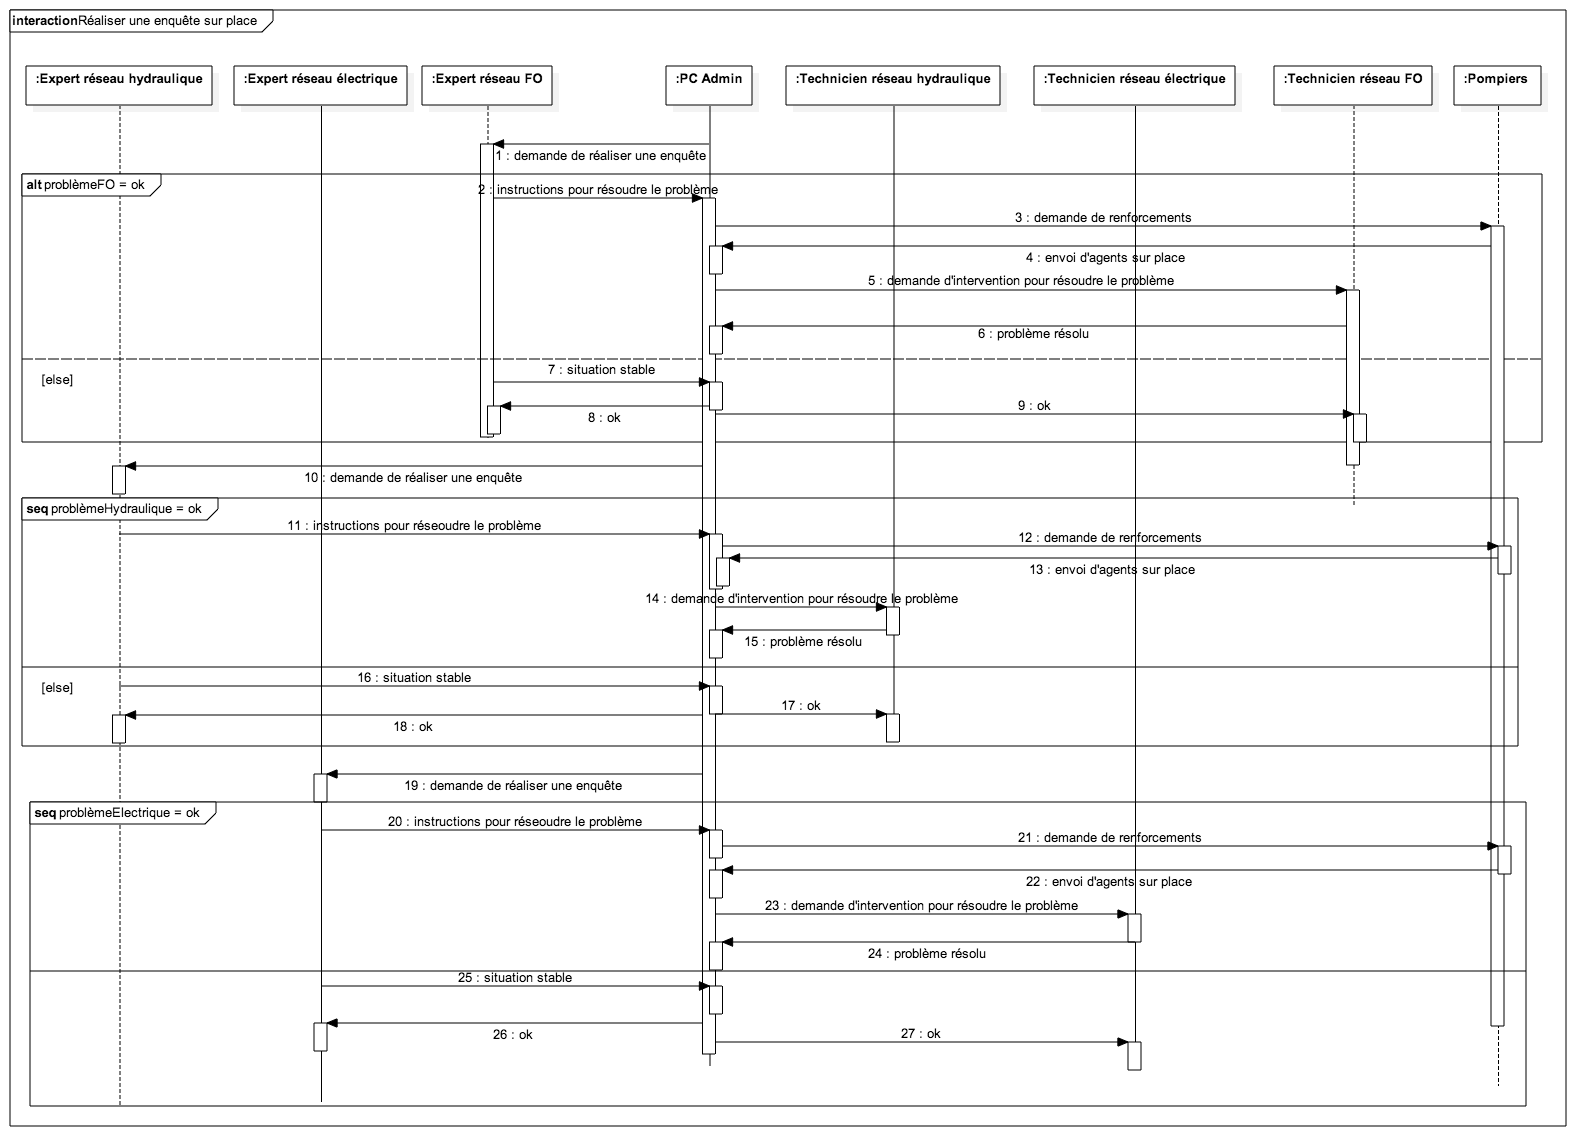 interactionRéaliser une enquête sur place
:Expert réseau hydraulique
:Expert réseau électrique
:Expert réseau FO
:PC Admin
:Technicien réseau hydraulique
:Technicien réseau électrique
:Technicien réseau FO
:Pompiers
1 : demande de réaliser une enquête
alt problèmeFO = ok
2 : instructions pour résoudre le problème
3 : demande de renforcements
4 : envoi d'agents sur place
5 : demande d'intervention pour résoudre le problème
6 : problème résolu
[else]
7 : situation stable
8 : ok
9 : ok
10 : demande de réaliser une enquête
seq problèmeHydraulique = ok
11 : instructions pour réseoudre le problème
12 : demande de renforcements
13 : envoi d'agents sur place
14 : demande d'intervention pour résoudre le problème
15 : problème résolu
[else]
16 : situation stable
17 : ok
18 : ok
19 : demande de réaliser une enquête
seq problèmeElectrique = ok
20 : instructions pour réseoudre le problème
21 : demande de renforcements
22 : envoi d'agents sur place
23 : demande d'intervention pour résoudre le problème
24 : problème résolu
25 : situation stable
26 : ok
27 : ok